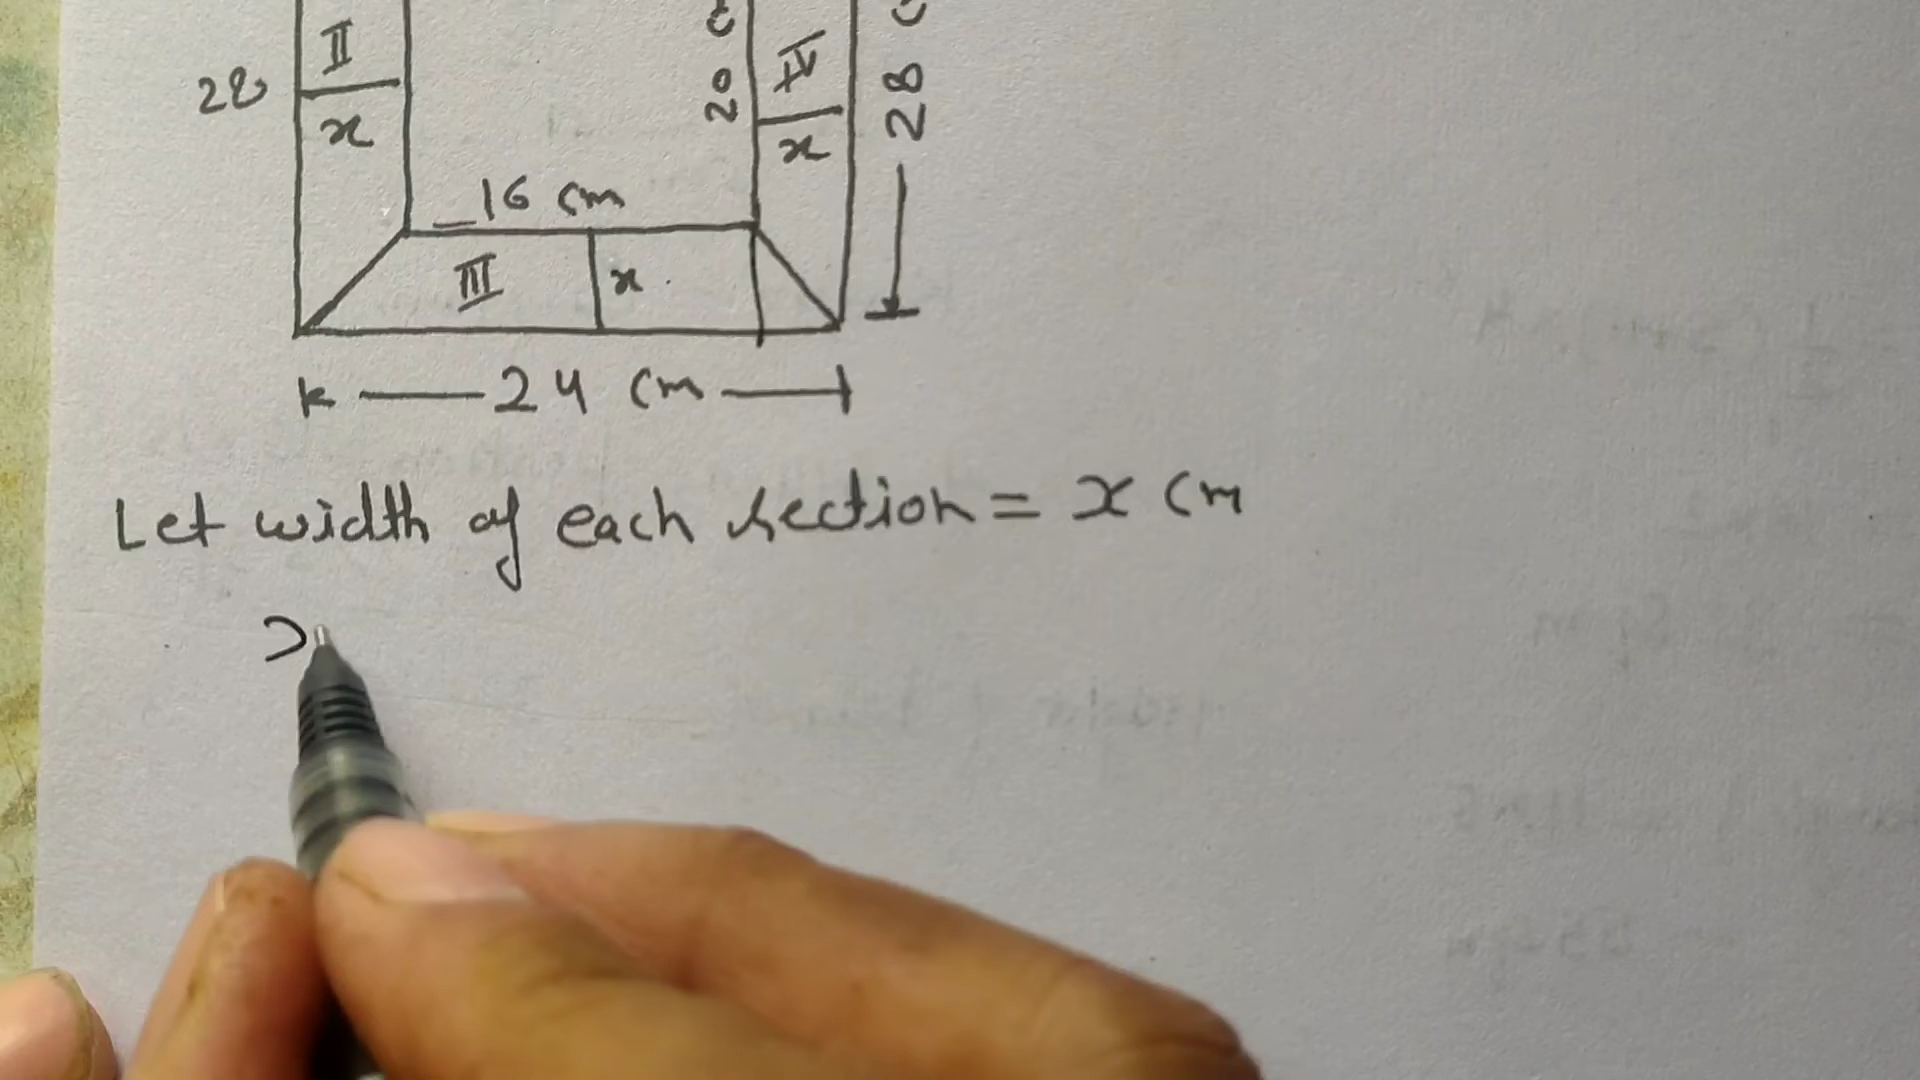 II
x
28
20 c
IV
x
28 c
16 cm
III
x
24 cm
Let width of each section = x cm